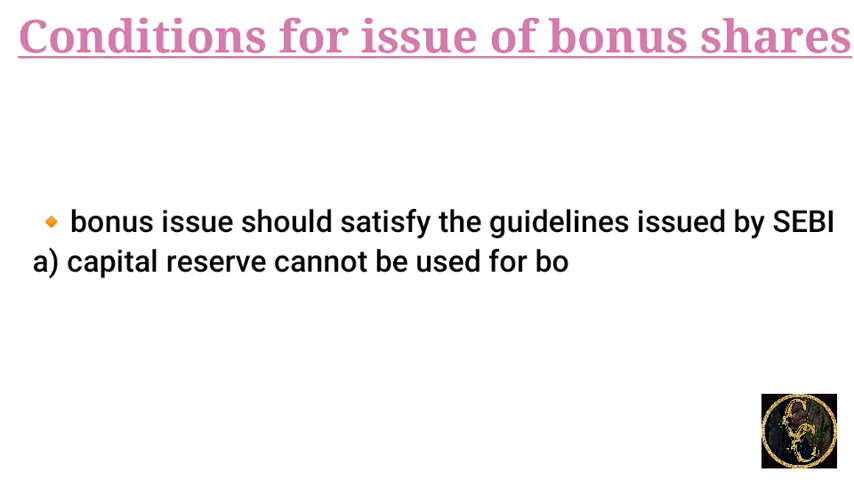 Conditions for issue of bonus shares
🔸bonus issue should satisfy the guidelines issued by SEBI
a) capital reserve cannot be used for bo